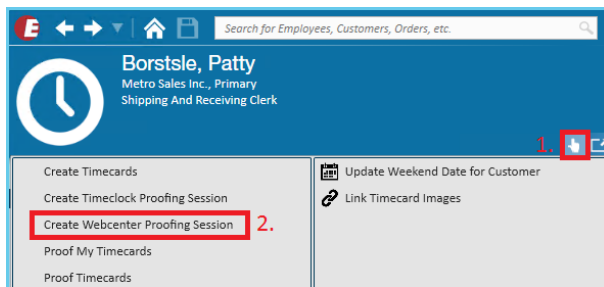 E
Search for Employees, Customers, Orders, etc.
Borstsle, Patty
Metro Sales Inc., Primary
Shipping And Receiving Clerk
1.
Create Timecards
Create Timeclock Proofing Session
Create Webcenter Proofing Session
2.
Proof My Timecards
Proof Timecards
Update Weekend Date for Customer
Link Timecard Images